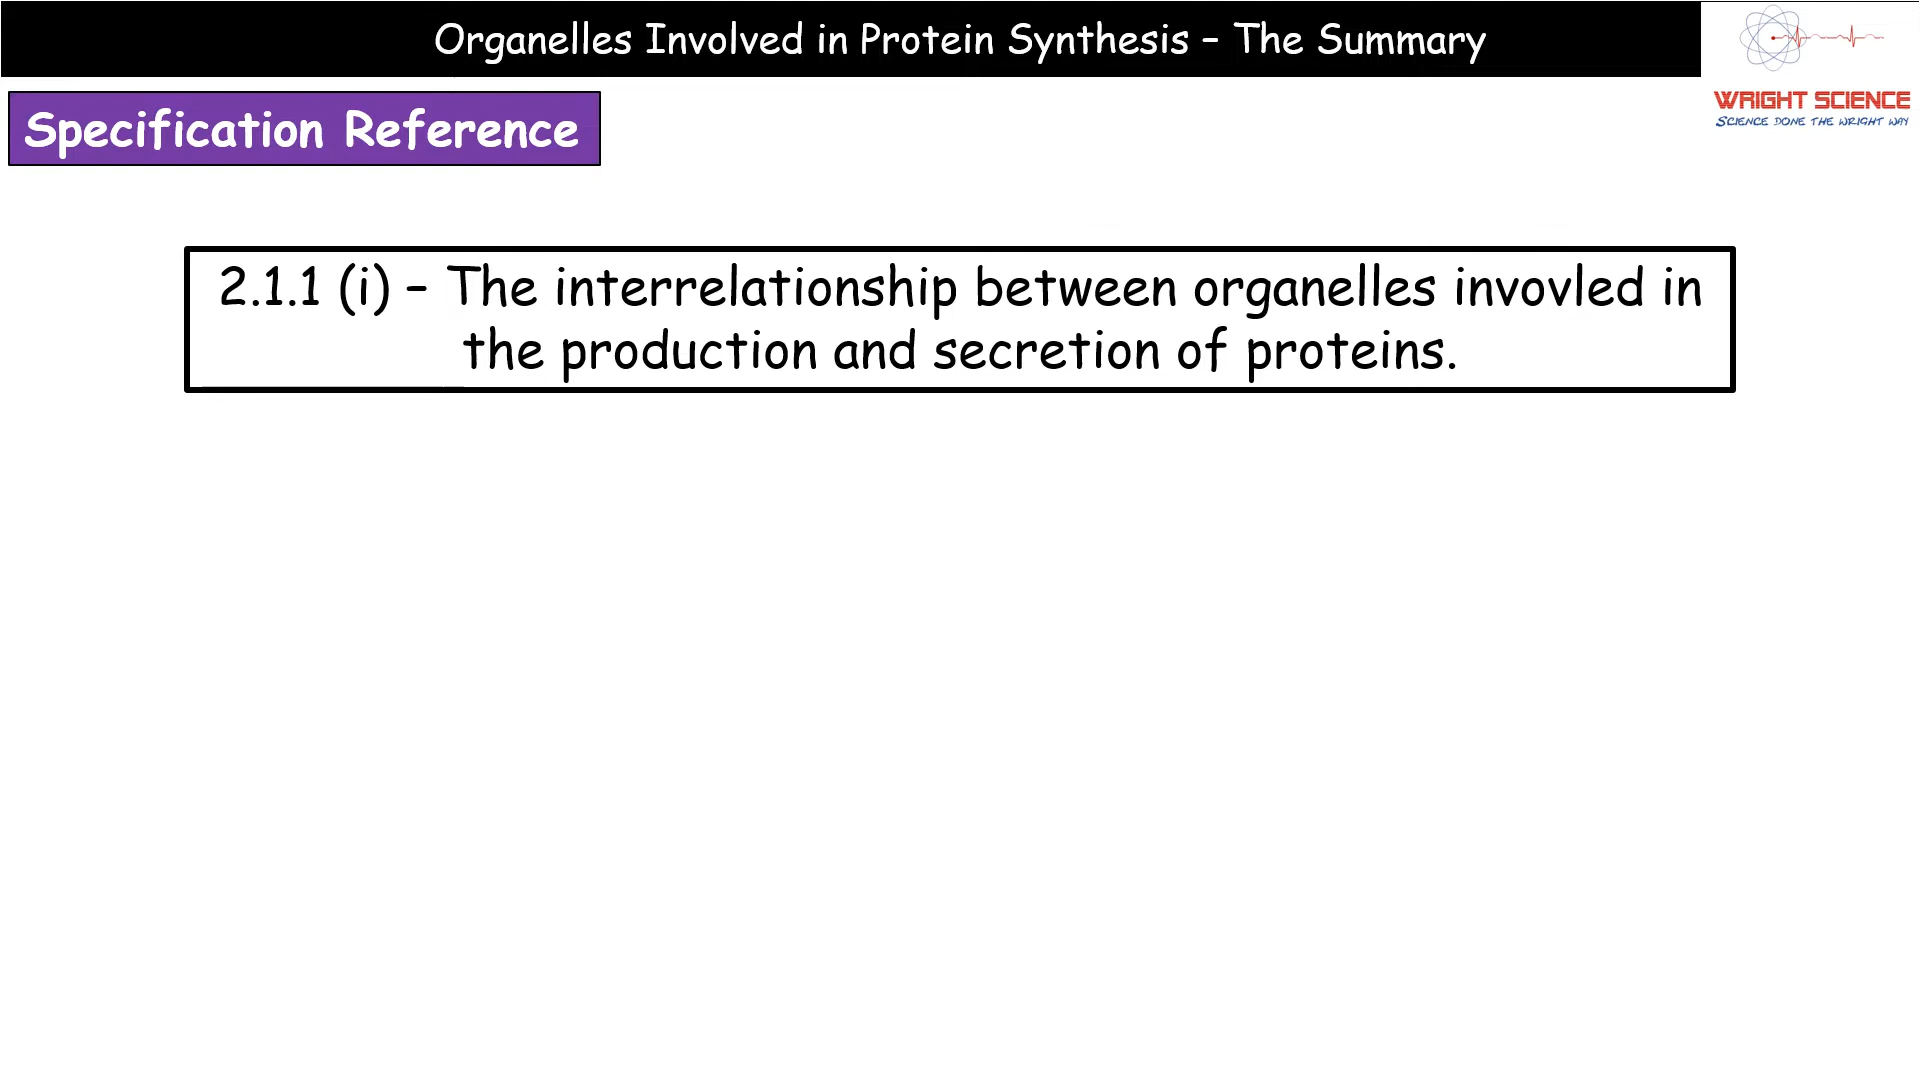 Organelles Involved in Protein Synthesis – The Summary
WRIGHT SCIENCE
SCIENCE DONE THE WRIGHT WAY
Specification Reference
2.1.1 (i) – The interrelationship between organelles invovled in
the production and secretion of proteins.